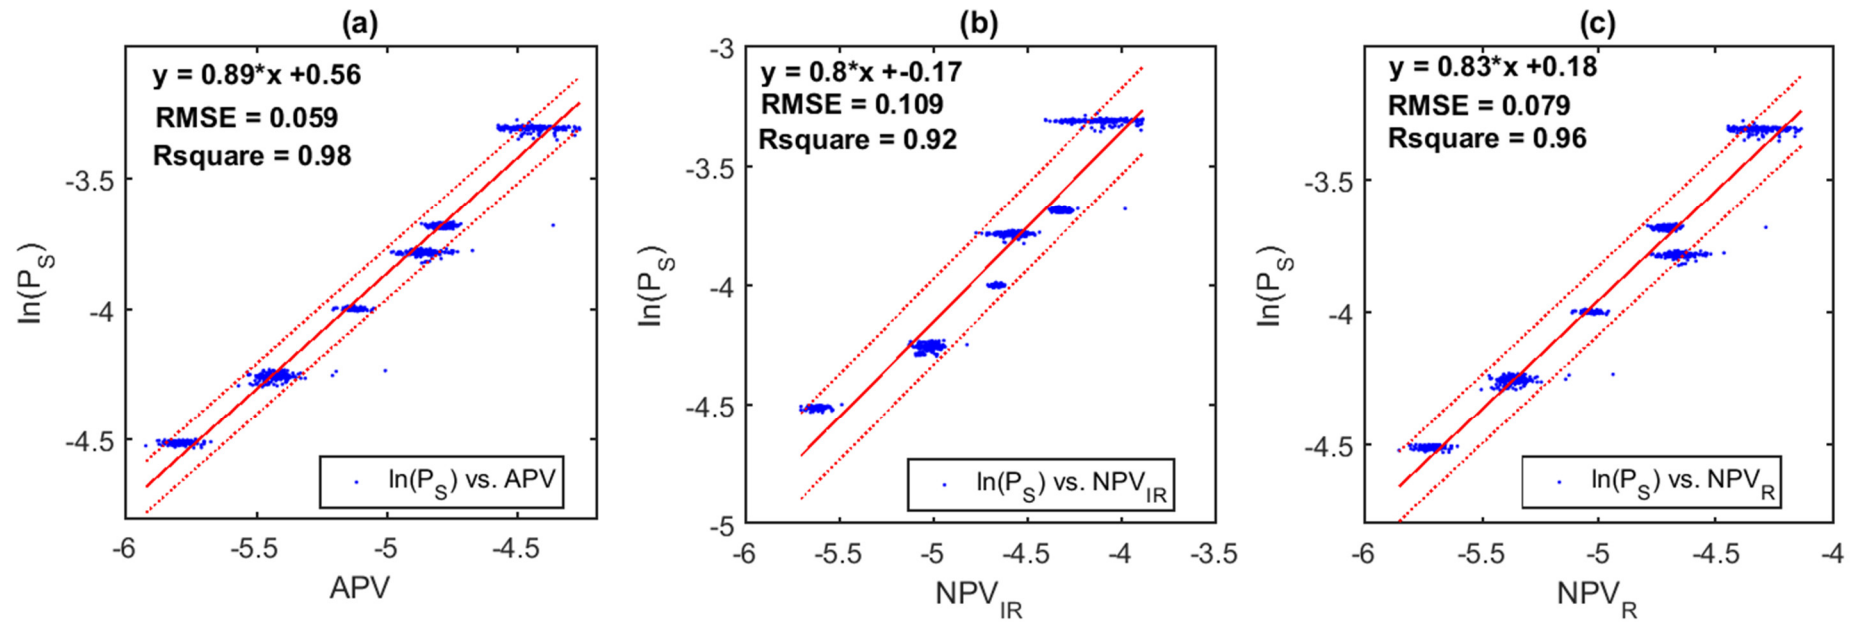 (a)
y = 0.89*x +0.56
RMSE = 0.059
Rsquare = 0.98
-3.5
-4
-4.5
ln(P_S)
ln(P_S) vs. APV
-6 -5.5 -5 -4.5
APV
(b)
y = 0.8*x +-0.17
RMSE = 0.109
Rsquare = 0.92
-3
-3.5
-4
-4.5
-5
ln(P_S)
ln(P_S) vs. NPV_IR
-6 -5.5 -5 -4.5 -4 -3.5
NPV_IR
(c)
y = 0.83*x +0.18
RMSE = 0.079
Rsquare = 0.96
-3.5
-4
-4.5
ln(P_S)
ln(P_S) vs. NPV_R
-6 -5.5 -5 -4.5 -4
NPV_R